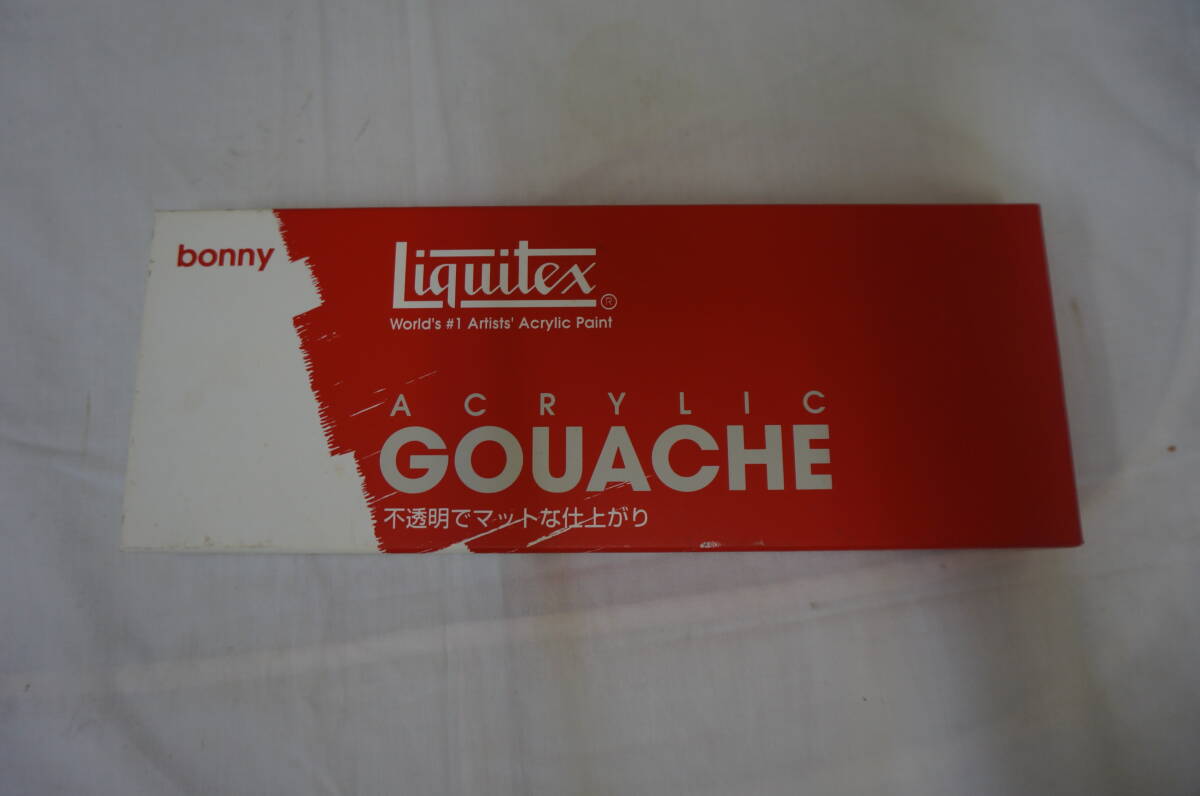 bonny
Liquitex®
World's #1 Artists' Acrylic Paint
ACRYLIC
GOUACHE
不透明でマットな仕上がり